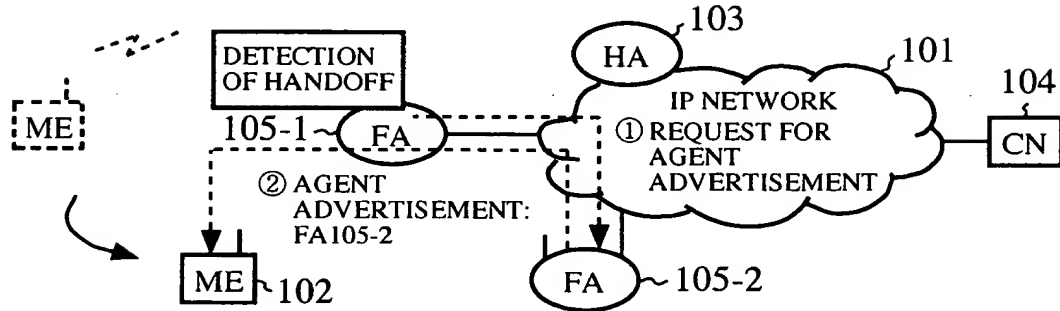 DETECTION
OF HANDOFF
HA
103
101
IP NETWORK
104
ME
105-1
FA
① REQUEST FOR
AGENT
ADVERTISEMENT
CN
② AGENT
ADVERTISEMENT:
FA105-2
ME
102
FA
105-2